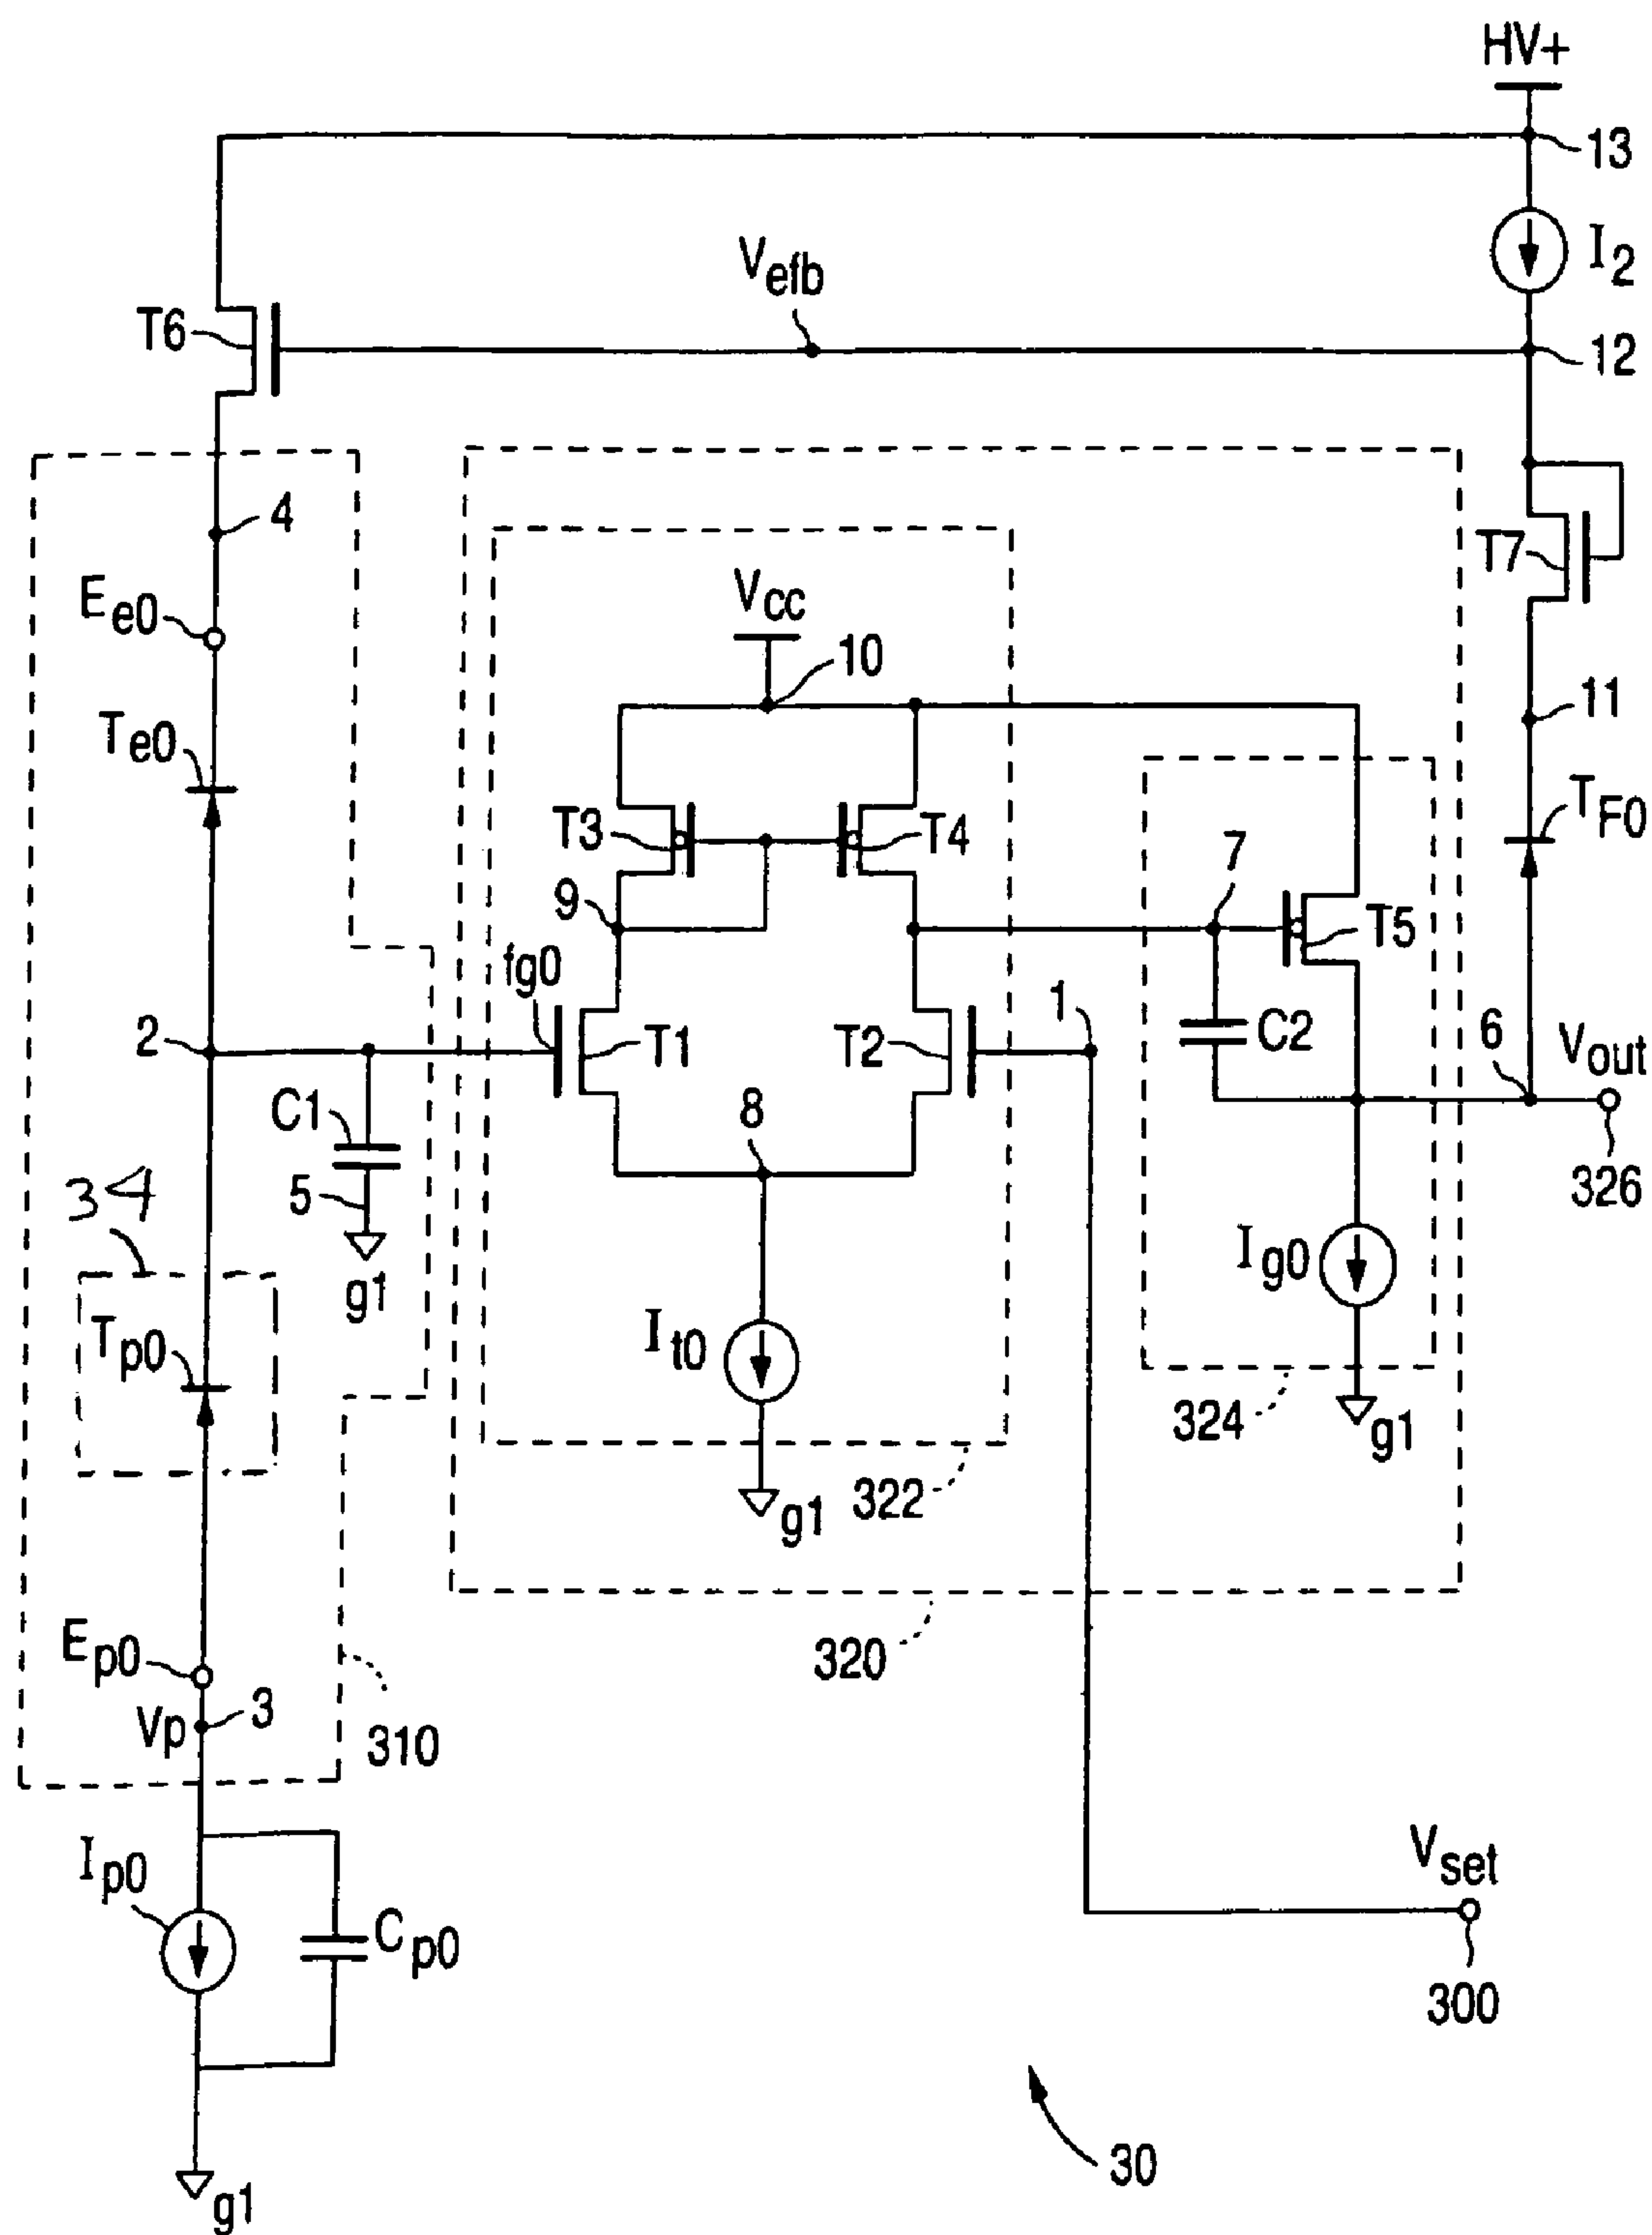 HV+
13
I2
Vefb
T6
12
4
T7
Ee0
Vcc
10
11
Te0
T3
T4
TF0
7
9
T5
fg0
1
2
T1
T2
C2
6
Vout
C1
8
5
326
34
g1
Ig0
Tp0
It0
324
g1
322
g1
Ep0
320
Vp
3
310
Ip0
Vset
Cp0
300
30
g1